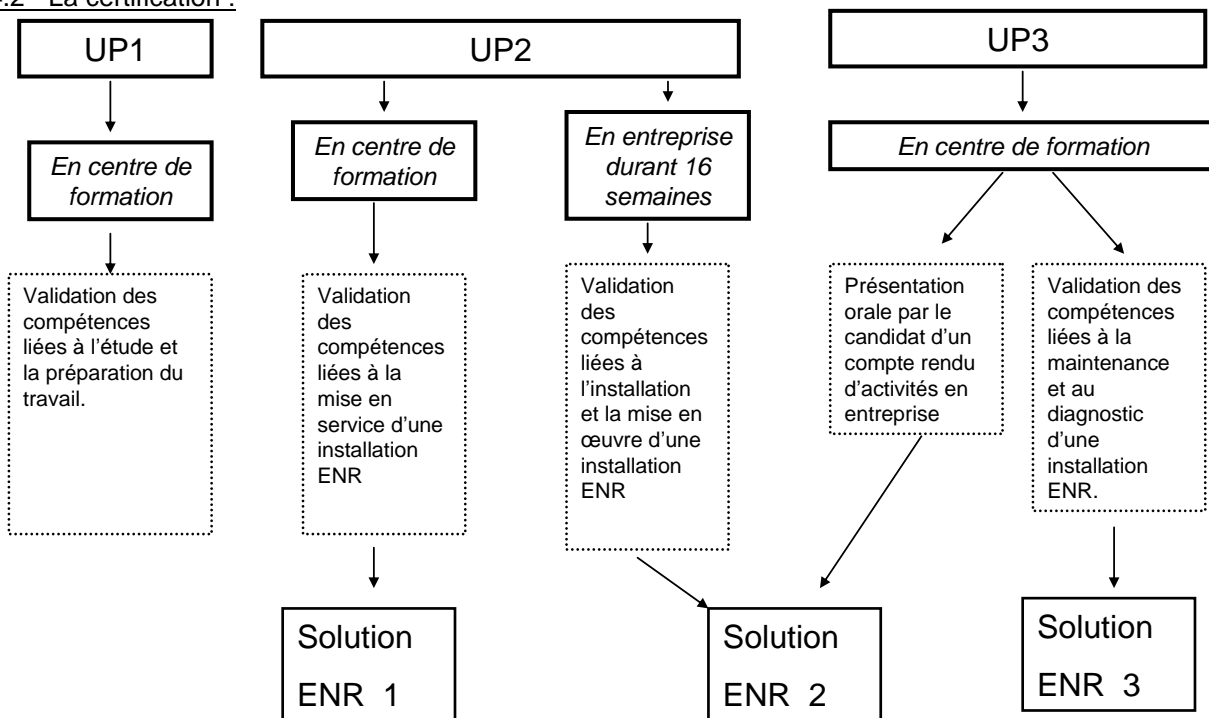 .2 La certification :
UP1
UP2
UP3
En centre de
formation
En centre de
formation
En entreprise
durant 16
semaines
En centre de formation
Validation des
compétences
liées à l’étude et
la préparation du
travail.
Validation
des
compétences
liées à la
mise en
service d’une
installation
ENR
Validation
des
compétences
liées à
l’installation
et la mise en
œuvre d’une
installation
ENR
Présentation
orale par le
candidat d’un
compte rendu
d’activités en
entreprise
Validation des
compétences
liées à la
maintenance
et au
diagnostic
d’une
installation
ENR.
Solution
ENR 1
Solution
ENR 2
Solution
ENR 3